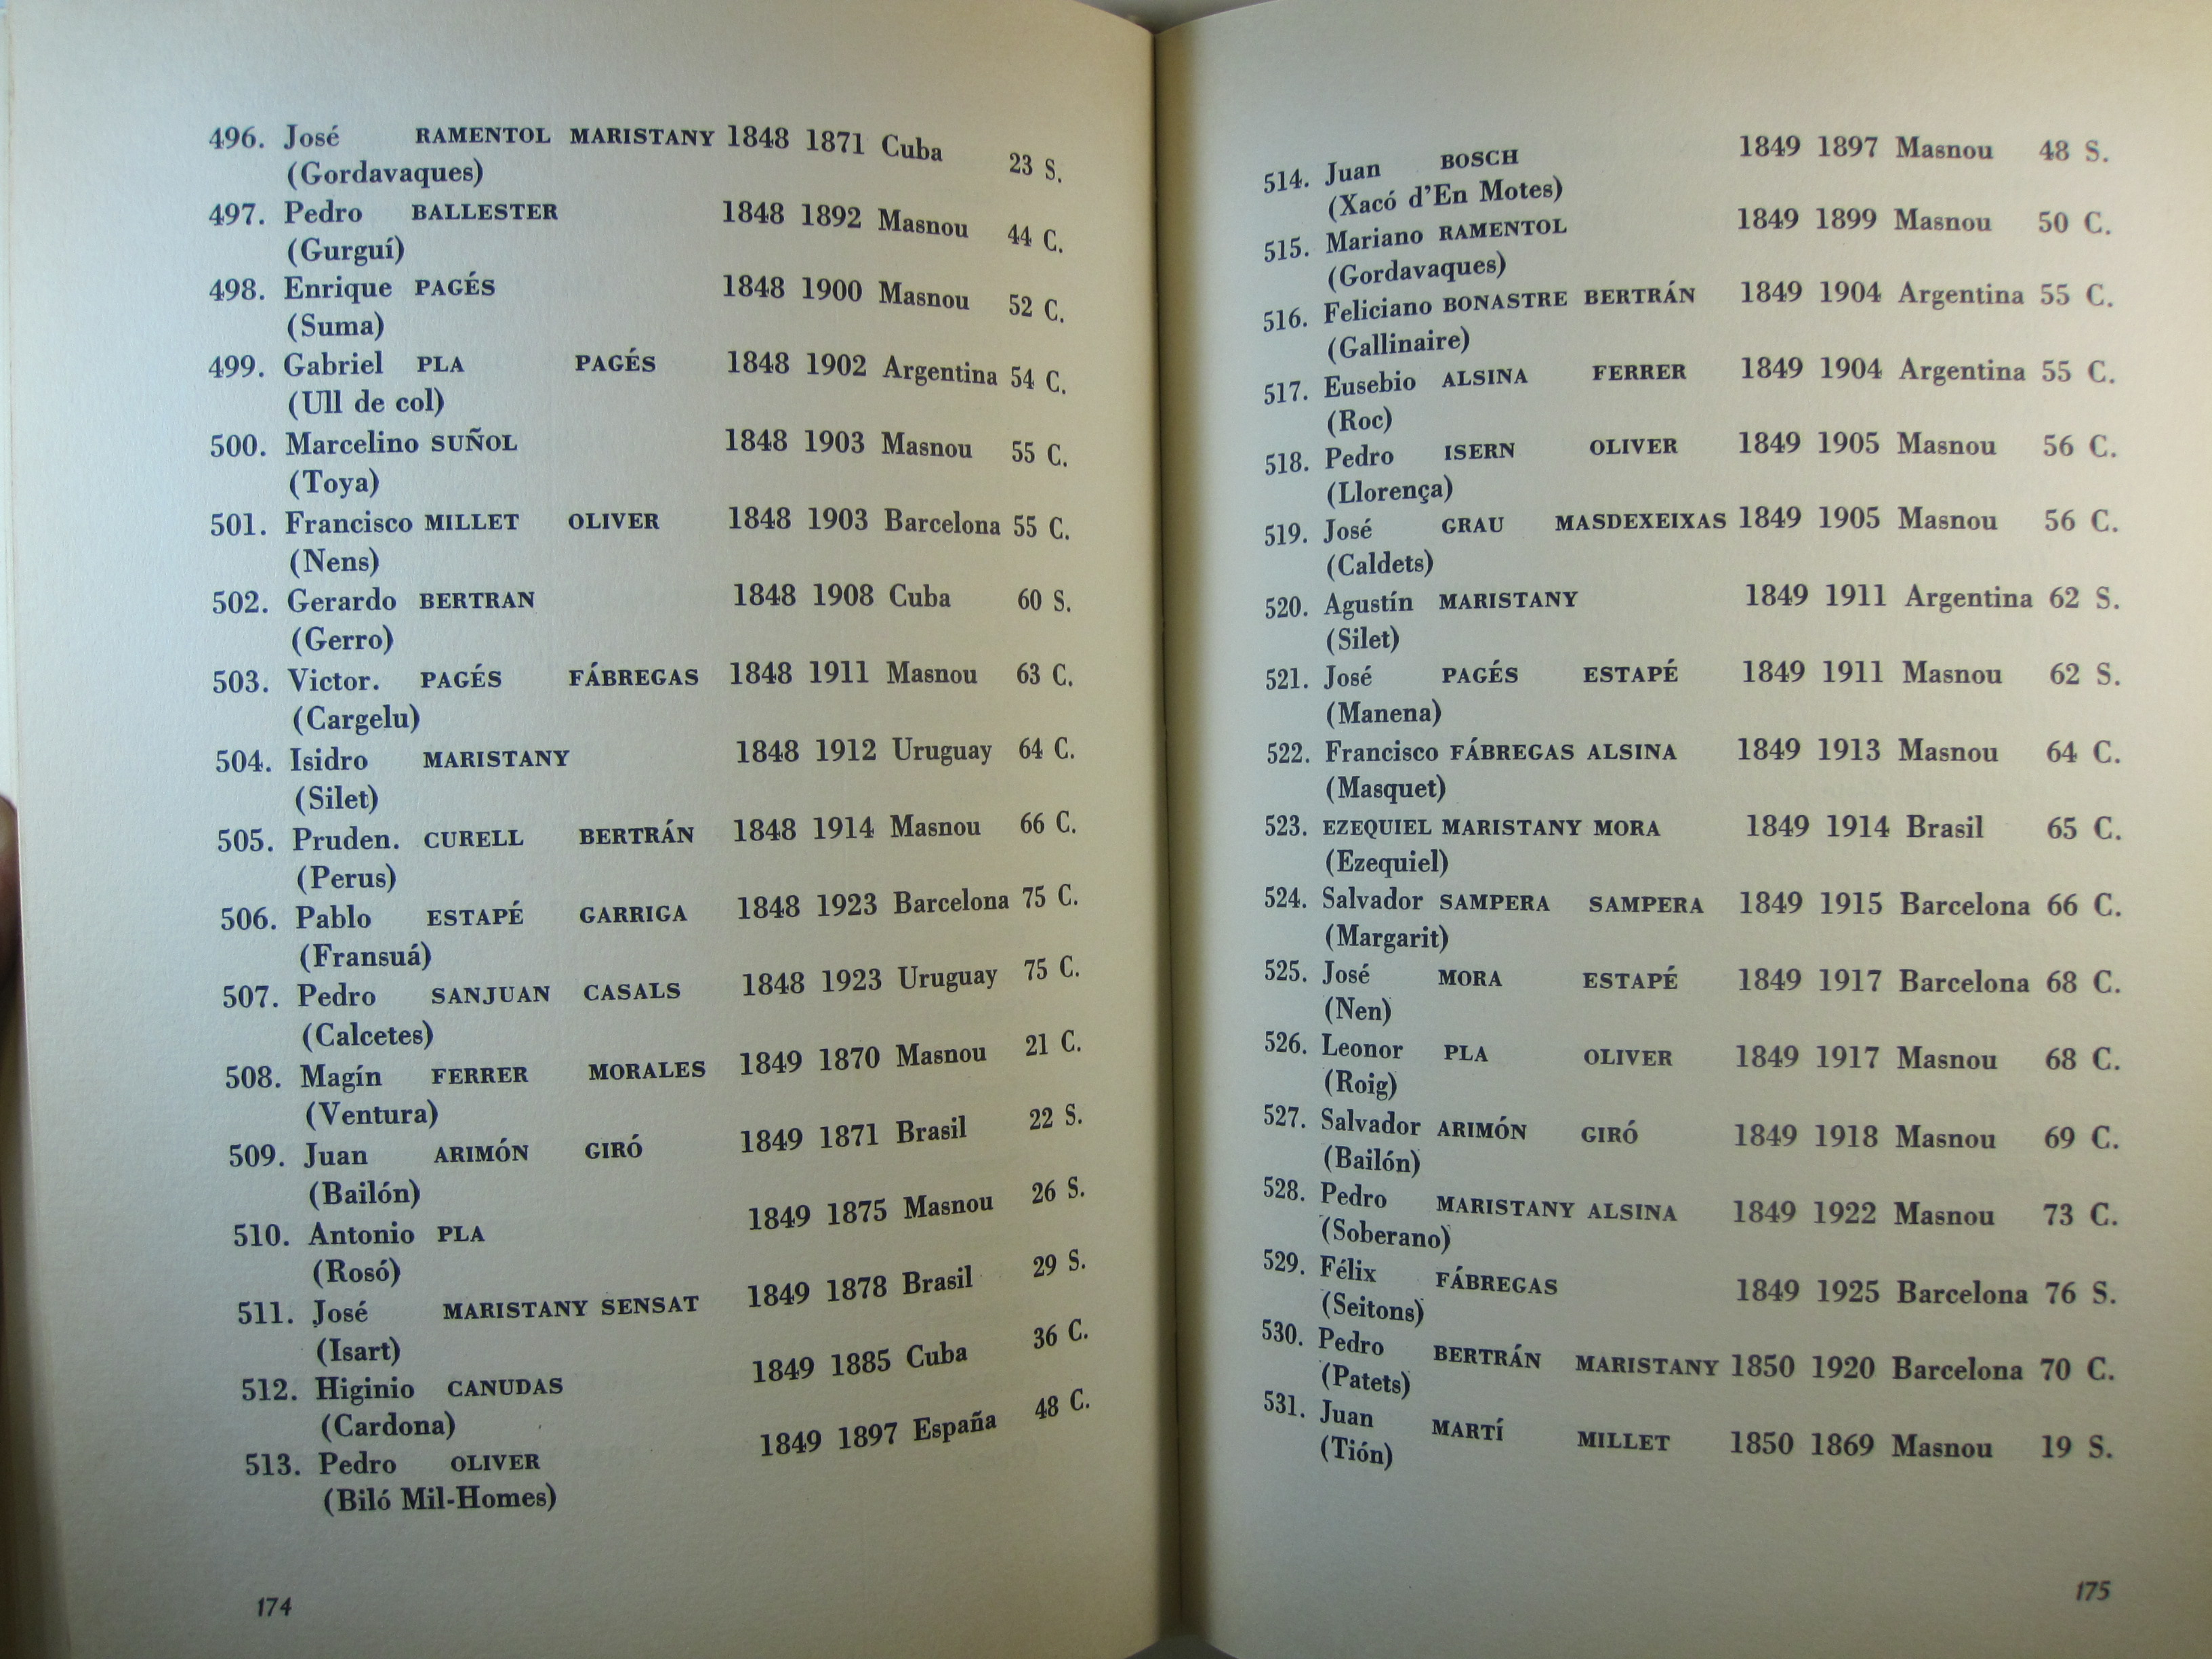 496. José RAMENTOL MARISTANY 1848 1871 Cuba 23 S.
(Gordavaques)
497. Pedro BALLESTER 1848 1892 Masnou 44 C.
(Gurguí)
498. Enrique PAGÉS 1848 1900 Masnou 52 C.
(Suma)
499. Gabriel PLA PAGÉS 1848 1902 Argentina 54 C.
(Ull de col)
500. Marcelino SUÑOL 1848 1903 Masnou 55 C.
(Toya)
501. Francisco MILLET OLIVER 1848 1903 Barcelona 55 C.
(Nens)
502. Gerardo BERTRAN 1848 1908 Cuba 60 S.
(Gerro)
503. Victor. PAGÉS FÁBREGAS 1848 1911 Masnou 63 C.
(Cargelu)
504. Isidro MARISTANY 1848 1912 Uruguay 64 C.
(Silet)
505. Pruden. CURELL BERTRÁN 1848 1914 Masnou 66 C.
(Perus)
506. Pablo ESTAPÉ GARRIGA 1848 1923 Barcelona 75 C.
(Fransuá)
507. Pedro SANJUAN CASALS 1848 1923 Uruguay 75 C.
(Calcetes)
508. Magín FERRER MORALES 1849 1870 Masnou 21 C.
(Ventura)
509. Juan ARIMÓN GIRÓ 1849 1871 Brasil 22 S.
(Bailón)
510. Antonio PLA 1849 1875 Masnou 26 S.
(Rosó)
511. José MARISTANY SENSAT 1849 1878 Brasil 29 S.
(Isart)
512. Higinio CANUDAS 1849 1885 Cuba 36 C.
(Cardona)
513. Pedro OLIVER 1849 1897 España 48 C.
(Biló Mil-Homes)
174
514. Juan BOSCH 1849 1897 Masnou 48 S.
(Xacó d'En Motes)
515. Mariano RAMENTOL 1849 1899 Masnou 50 C.
(Gordavaques)
516. Feliciano BONASTRE BERTRÁN 1849 1904 Argentina 55 C.
(Gallinaire)
517. Eusebio ALSINA FERRER 1849 1904 Argentina 55 C.
(Roc)
518. Pedro ISERN OLIVER 1849 1905 Masnou 56 C.
(Llorença)
519. José GRAU MASDEXEIXAS 1849 1905 Masnou 56 C.
(Caldets)
520. Agustín MARISTANY 1849 1911 Argentina 62 S.
(Silet)
521. José PAGÉS ESTAPÉ 1849 1911 Masnou 62 S.
(Manena)
522. Francisco FÁBREGAS ALSINA 1849 1913 Masnou 64 C.
(Masquet)
523. EZEQUIEL MARISTANY MORA 1849 1914 Brasil 65 C.
(Ezequiel)
524. Salvador SAMPERA SAMPERA 1849 1915 Barcelona 66 C.
(Margarit)
525. José MORA ESTAPÉ 1849 1917 Barcelona 68 C.
(Nen)
526. Leonor PLA OLIVER 1849 1917 Masnou 68 C.
(Roig)
527. Salvador ARIMÓN GIRÓ 1849 1918 Masnou 69 C.
(Bailón)
528. Pedro MARISTANY ALSINA 1849 1922 Masnou 73 C.
(Soberano)
529. Félix FÁBREGAS 1849 1925 Barcelona 76 S.
(Seitons)
530. Pedro BERTRÁN MARISTANY 1850 1920 Barcelona 70 C.
(Patets)
531. Juan MARTÍ MILLET 1850 1869 Masnou 19 S.
(Tión)
175